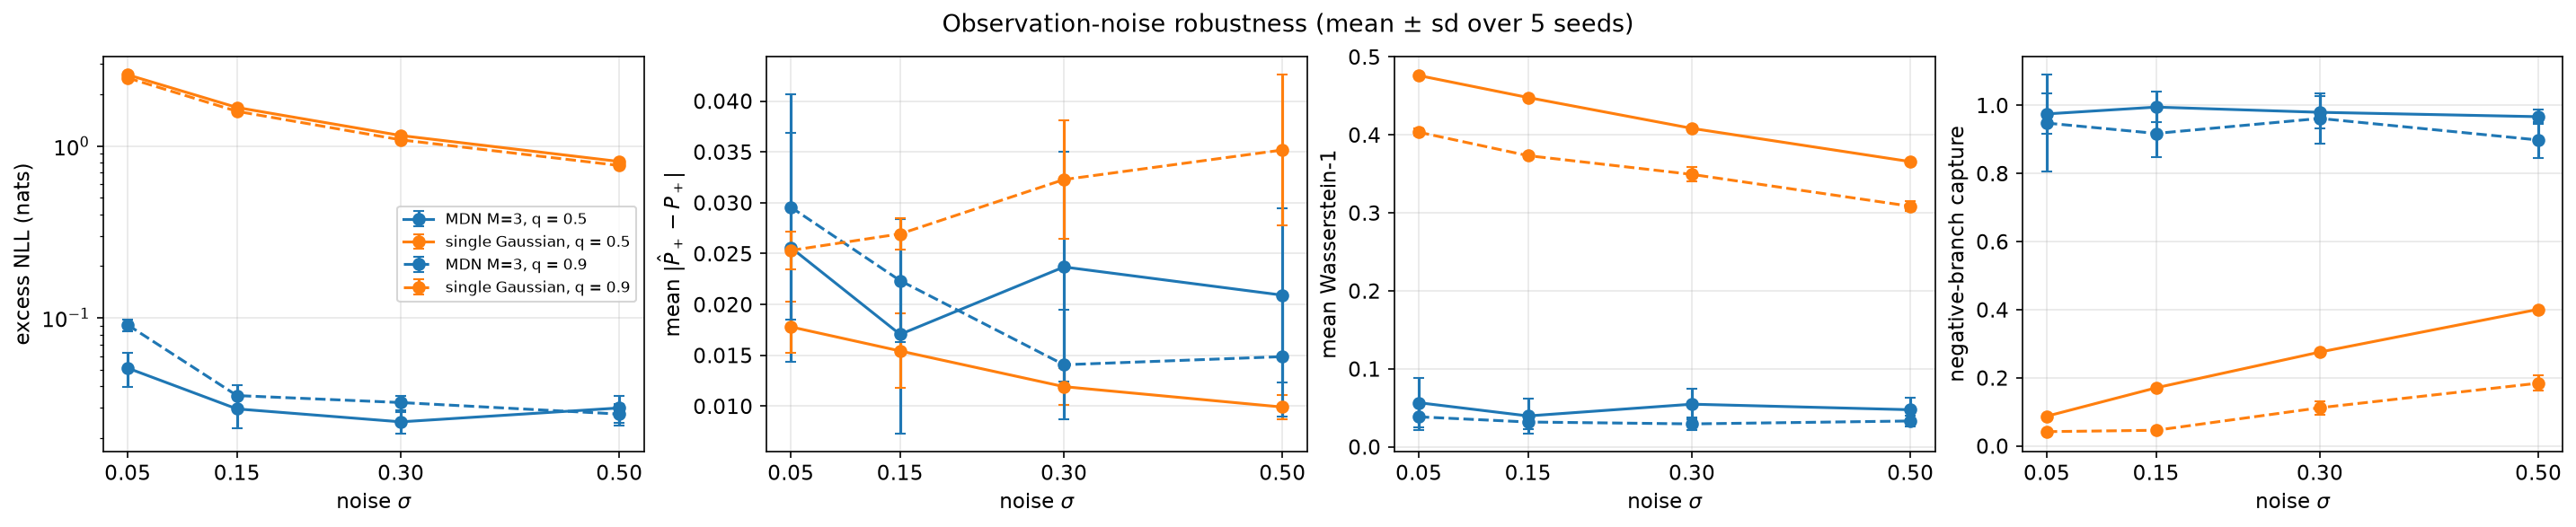 Observation-noise robustness (mean ± sd over 5 seeds)
excess NLL (nats)
10⁰
10⁻¹
0.05 0.15 0.30 0.50
noise σ
MDN M=3, q = 0.5
single Gaussian, q = 0.5
MDN M=3, q = 0.9
single Gaussian, q = 0.9
mean |P̂₊ − P₊|
0.040
0.035
0.030
0.025
0.020
0.015
0.010
0.05 0.15 0.30 0.50
noise σ
mean Wasserstein-1
0.5
0.4
0.3
0.2
0.1
0.0
0.05 0.15 0.30 0.50
noise σ
negative-branch capture
1.0
0.8
0.6
0.4
0.2
0.0
0.05 0.15 0.30 0.50
noise σ